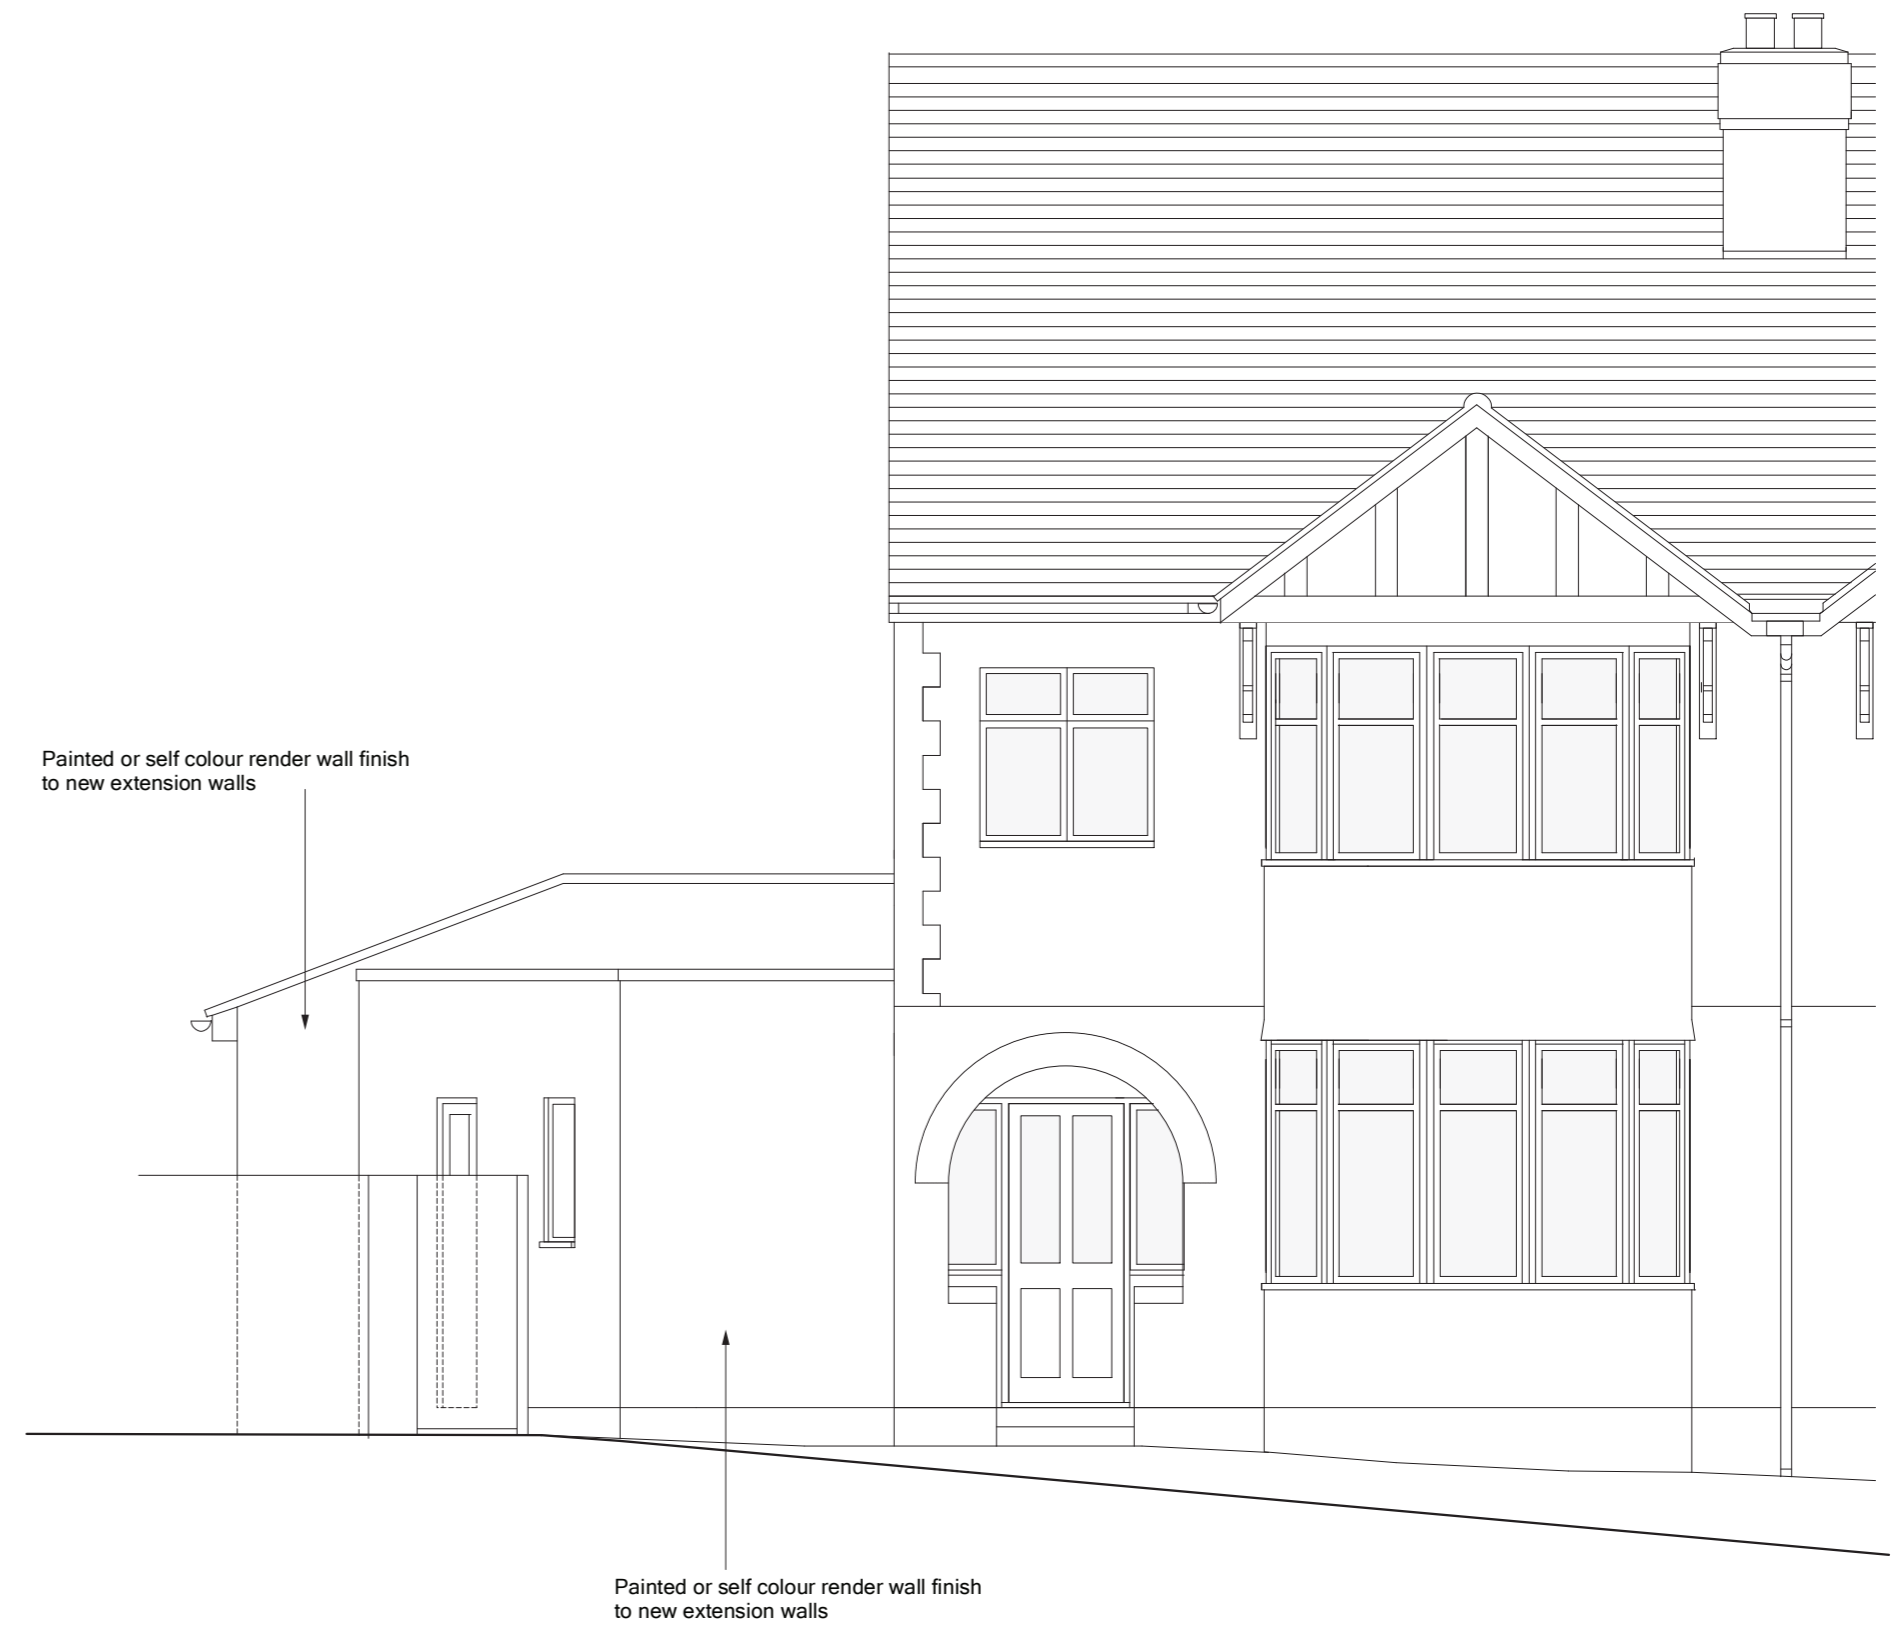 Painted or self colour render wall finish
to new extension walls
Painted or self colour render wall finish
to new extension walls